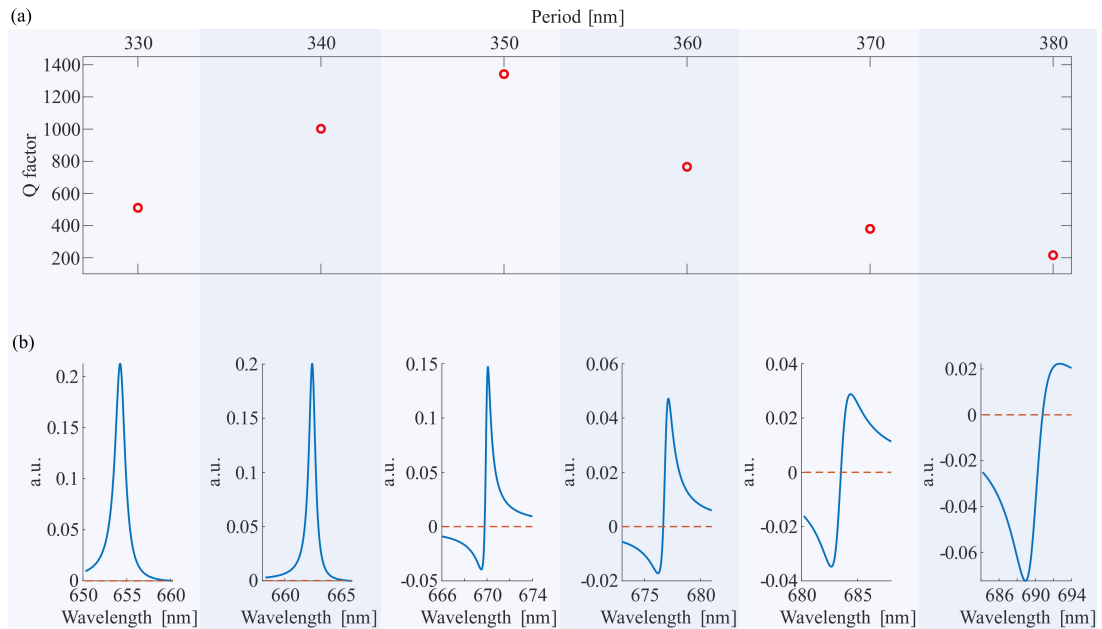 (a)
Period [nm]
330 340 350 360 370 380
1400
1200
1000
800
600
400
200
Q factor
(b)
0.2
0.15
0.1
0.05
0
a.u.
650 655 660
Wavelength [nm]
0.2
0.15
0.1
0.05
0
a.u.
660 665
Wavelength [nm]
0.15
0.1
0.05
0
-0.05
a.u.
666 670 674
Wavelength [nm]
0.06
0.04
0.02
0
-0.02
a.u.
675 680
Wavelength [nm]
0.04
0.02
0
-0.02
-0.04
a.u.
680 685
Wavelength [nm]
0.02
0
-0.02
-0.04
-0.06
a.u.
686 690 694
Wavelength [nm]